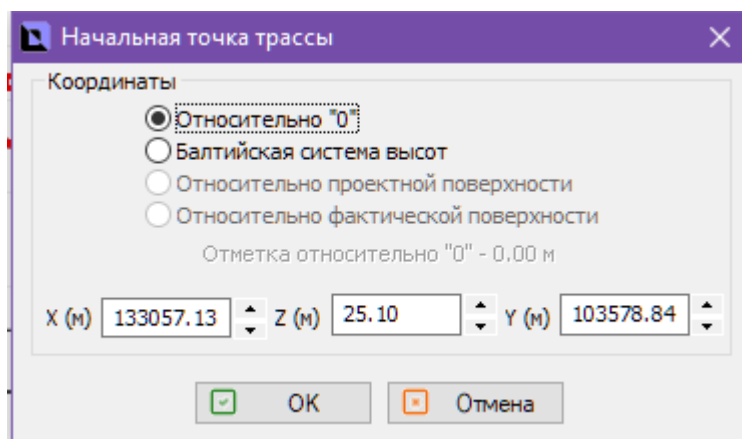 Начальная точка трассы
Координаты
Относительно "0"
Балтийская система высот
Относительно проектной поверхности
Относительно фактической поверхности
Отметка относительно "0" - 0.00 м
X (м) 133057.13 Z (м) 25.10 Y (м) 103578.84
OK Отмена